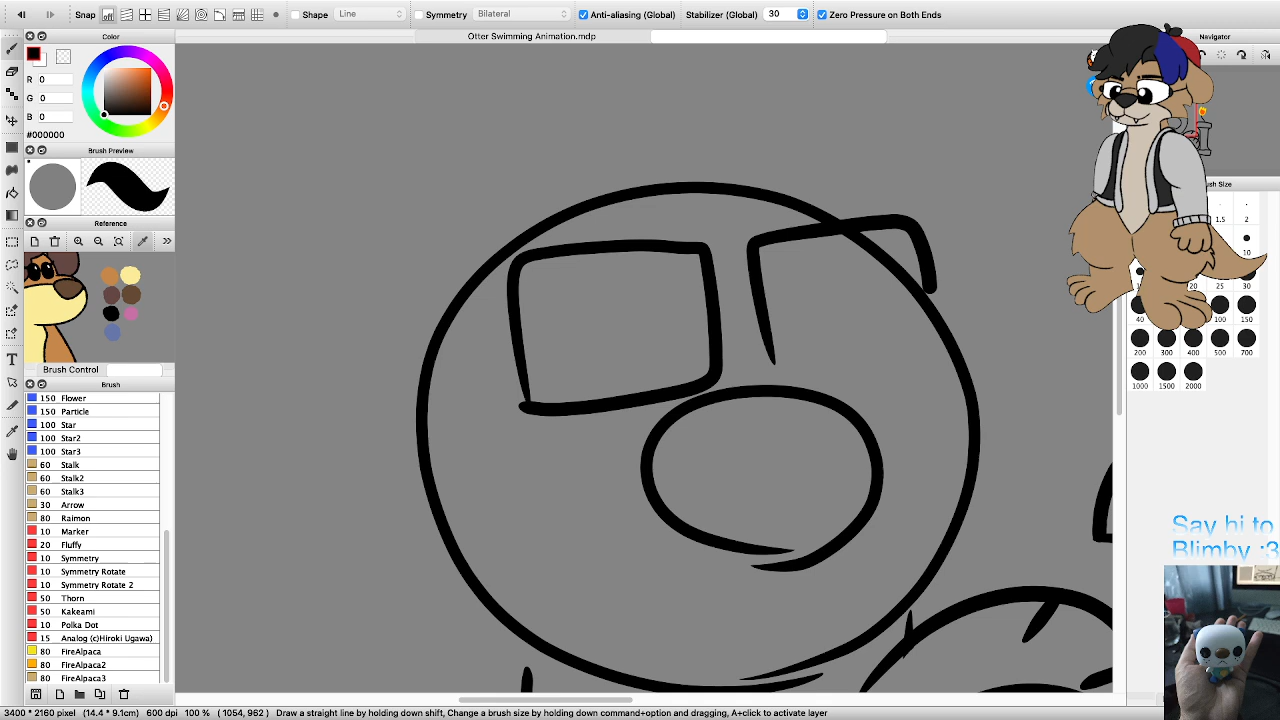 Snap Shape Line Symmetry Bilateral Anti-aliasing (Global) Stabilizer (Global) 30 Zero Pressure on Both Ends
Color Otter Swimming Animation.mdp Navigator
R 0
G 0
B 0
#000000
Brush Preview
Reference
Brush Control
Brush
150 Flower
150 Particle
100 Star
100 Star2
100 Star3
60 Stalk
60 Stalk2
60 Stalk3
30 Arrow
80 Raimon
10 Marker
20 Fluffy
10 Symmetry
10 Symmetry Rotate
10 Symmetry Rotate 2
50 Thorn
50 Kakeami
10 Polka Dot
15 Analog (c)Hiroki Ugawa)
80 FireAlpaca
80 FireAlpaca2
80 FireAlpaca3
Size
1.5 2
10
20 25 30
40 100 150
200 300 400 500 700
1000 1500 2000
Say hi to
Blimby :3
3400 * 2160 pixel (14.4 * 9.1cm) 600 dpi 100 % ( 1054, 962 ) Draw a straight line by holding down shift, Change a brush size by holding down command+option and dragging, A+click to activate layer